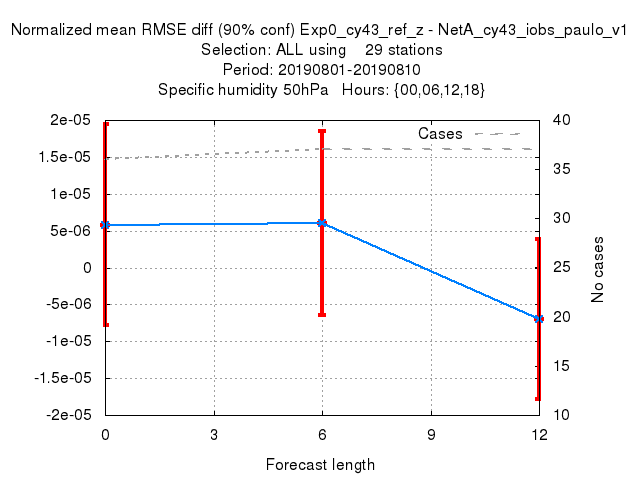 Normalized mean RMSE diff (90% conf) Exp0_cy43_ref_z - NetA_cy43_iobs_paulo_v1
Selection: ALL using    29 stations
Period: 20190801-20190810
Specific humidity 50hPa   Hours: {00,06,12,18}
2e-05
1.5e-05
1e-05
5e-06
0
-5e-06
-1e-05
-1.5e-05
-2e-05
Cases
40
35
30
25
20
15
10
No cases
0 3 6 9 12
Forecast length